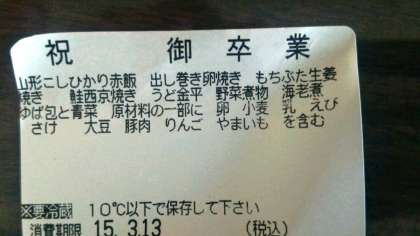 祝 御卒業
山形こしひかり赤飯 出し巻き卵焼き もちぶた生姜
焼き 鮭西京焼き うど金平 野菜煮物 海老煮
ゆば包と青菜 原材料の一部に 卵 小麦 乳 えび
さけ 大豆 豚肉 りんご やまいも を含む
※要冷蔵 10℃以下で保存して下さい
消費期限 15. 3.13 (税込)